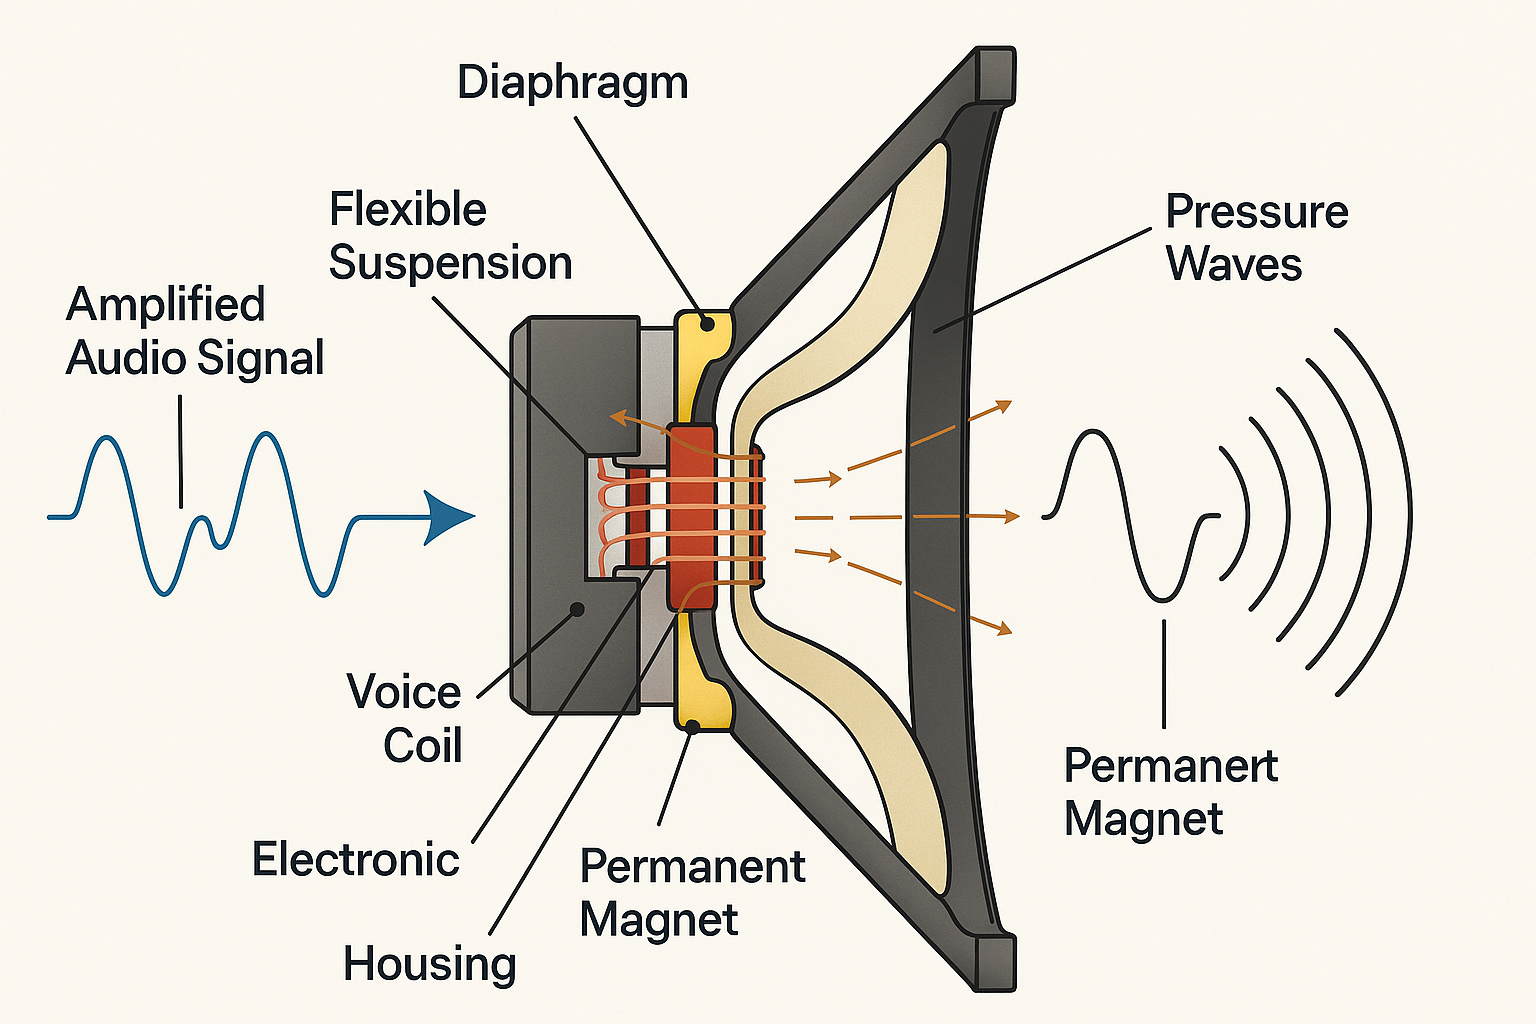 Diaphragm
Flexible
Suspension
Pressure
Waves
Amplified
Audio Signal
Voice
Coil
Permanert
Magnet
Electronic
Permanent
Magnet
Housing